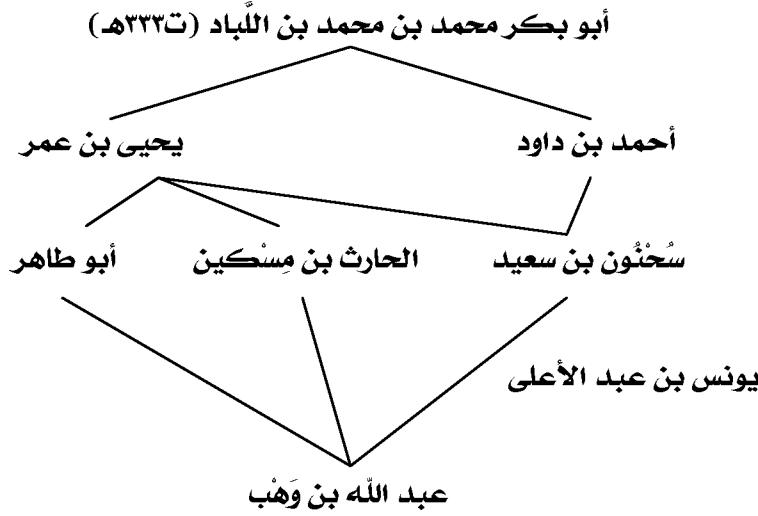 أبو بكر محمد بن محمد بن اللَّباد (ت٣٣٣هـ)
أحمد بن داود
يحيى بن عمر
سُحْنُون بن سعيد
الحارث بن مِسْكين
أبو طاهر
يونس بن عبد الأعلى
عبد الله بن وَهْب